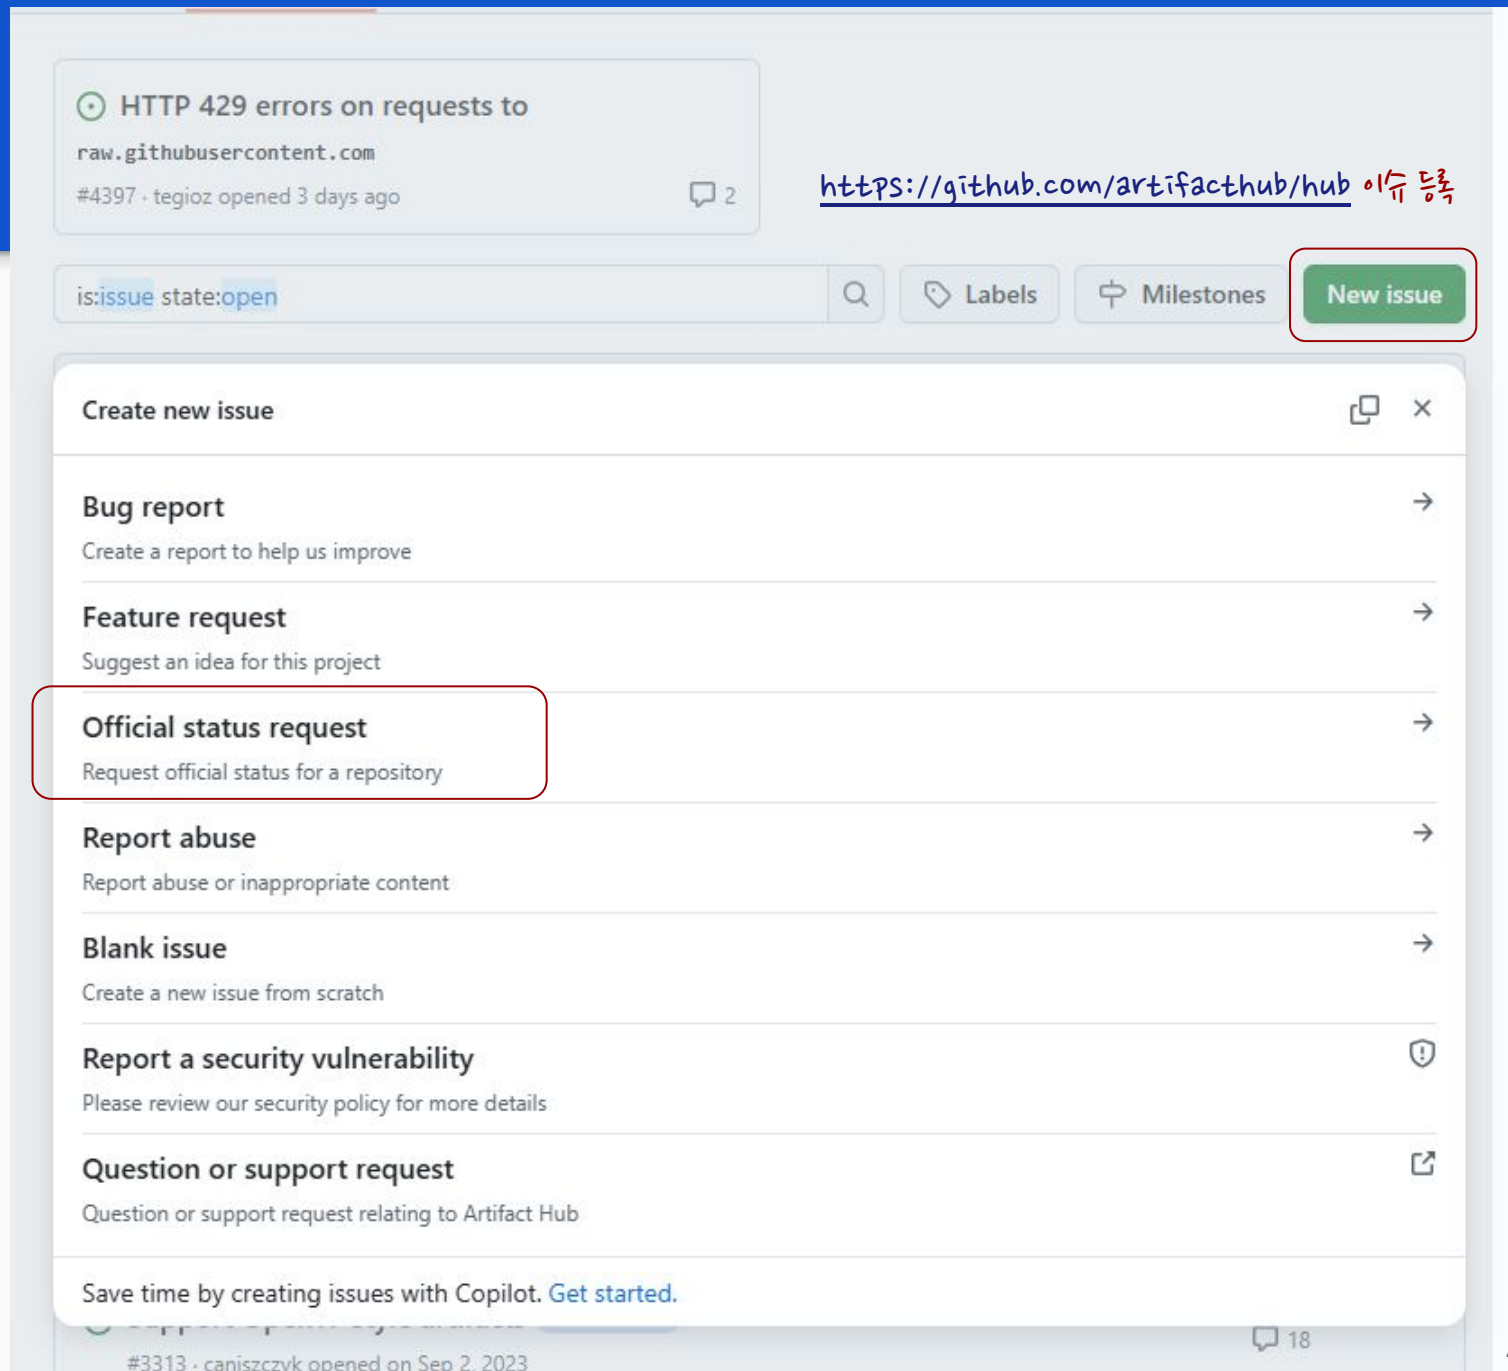 HTTP 429 errors on requests to
raw.githubusercontent.com
#4397 · tegioz opened 3 days ago 2
https://github.com/artifacthub/hub 이슈 등록
is:issue state:open Labels Milestones New issue
Create new issue
Bug report
Create a report to help us improve
Feature request
Suggest an idea for this project
Official status request
Request official status for a repository
Report abuse
Report abuse or inappropriate content
Blank issue
Create a new issue from scratch
Report a security vulnerability
Please review our security policy for more details
Question or support request
Question or support request relating to Artifact Hub
Save time by creating issues with Copilot. Get started.
18
#3313 · caniszczyk opened on Sep 2, 2023